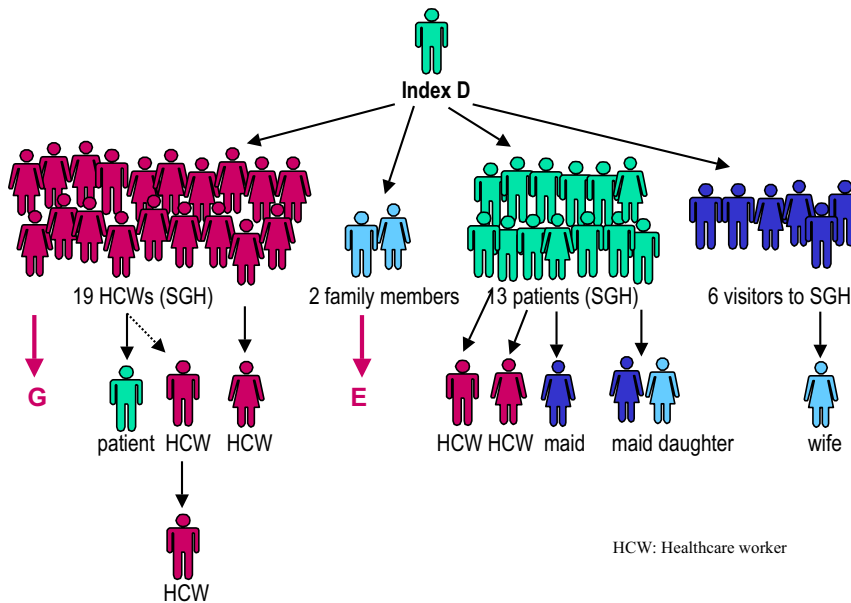 Index D
19 HCWs (SGH)
2 family members
13 patients (SGH)
6 visitors to SGH
G
E
patient HCW HCW
HCW HCW maid
maid daughter
wife
HCW: Healthcare worker
HCW